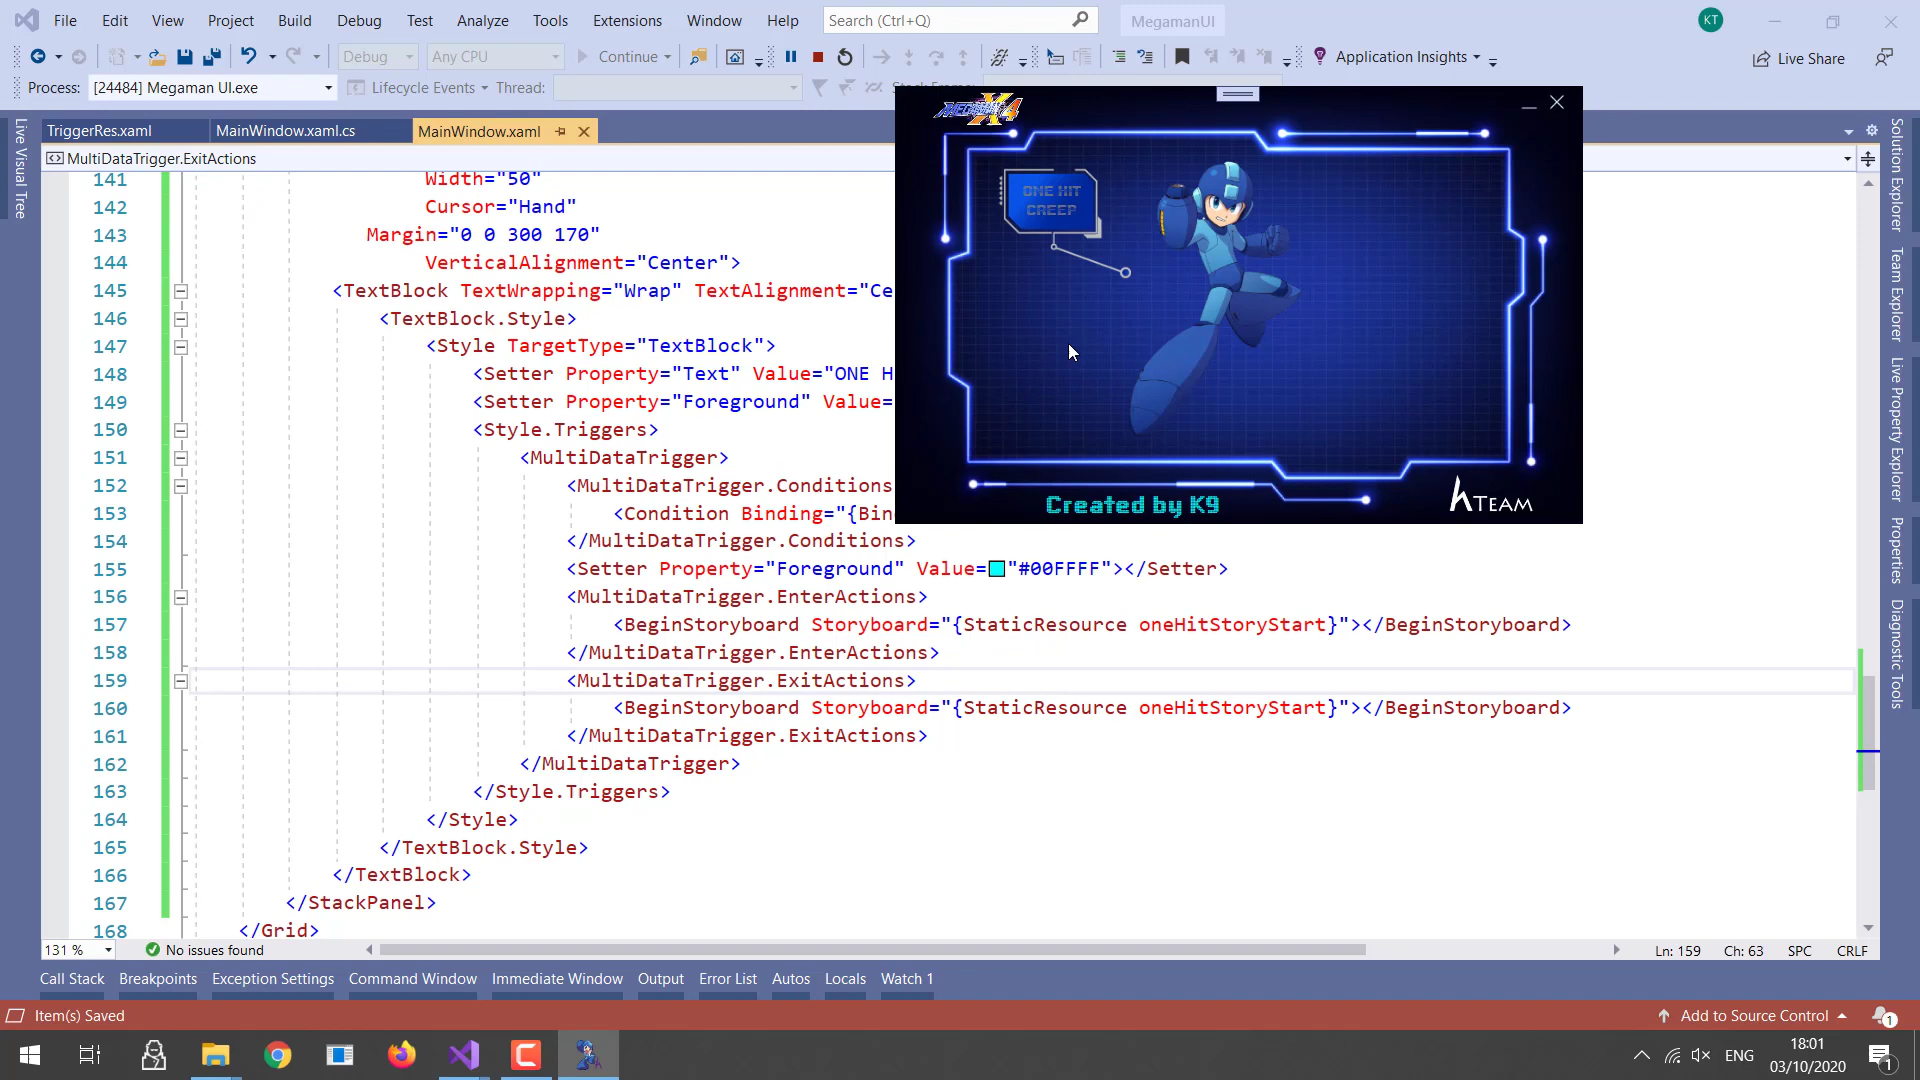 File Edit View Project Build Debug Test Analyze Tools Extensions Window Help Search (Ctrl+Q) MegamanUI KT
Debug Any CPU Continue Application Insights Live Share
Process: [24484] Megaman UI.exe Lifecycle Events Thread: Stack Frame:
TriggerRes.xaml MainWindow.xaml.cs MainWindow.xaml
MultiDataTrigger.ExitActions
141 Width="50"
142 Cursor="Hand"
143 Margin="0 0 300 170"
144 VerticalAlignment="Center">
145 <TextBlock TextWrapping="Wrap" TextAlignment="Ce
146 <TextBlock.Style>
147 <Style TargetType="TextBlock">
148 <Setter Property="Text" Value="ONE H
149 <Setter Property="Foreground" Value=
150 <Style.Triggers>
151 <MultiDataTrigger>
152 <MultiDataTrigger.Conditions
153 <Condition Binding="{Bin
154 </MultiDataTrigger.Conditions>
155 <Setter Property="Foreground" Value="#00FFFF"></Setter>
156 <MultiDataTrigger.EnterActions>
157 <BeginStoryboard Storyboard="{StaticResource oneHitStoryStart}"></BeginStoryboard>
158 </MultiDataTrigger.EnterActions>
159 <MultiDataTrigger.ExitActions>
160 <BeginStoryboard Storyboard="{StaticResource oneHitStoryStart}"></BeginStoryboard>
161 </MultiDataTrigger.ExitActions>
162 </MultiDataTrigger>
163 </Style.Triggers>
164 </Style>
165 </TextBlock.Style>
166 </TextBlock>
167 </StackPanel>
168 </Grid>
MEGAMAN X4
ONE HIT
CREEP
Created by K9
hTEAM
Live Visual Tree
Solution Explorer
Team Explorer
Live Property Explorer
Properties
Diagnostic Tools
131 % No issues found Ln: 159 Ch: 63 SPC CRLF
Call Stack Breakpoints Exception Settings Command Window Immediate Window Output Error List Autos Locals Watch 1
Item(s) Saved Add to Source Control 1
ENG 18:01
03/10/2020 1